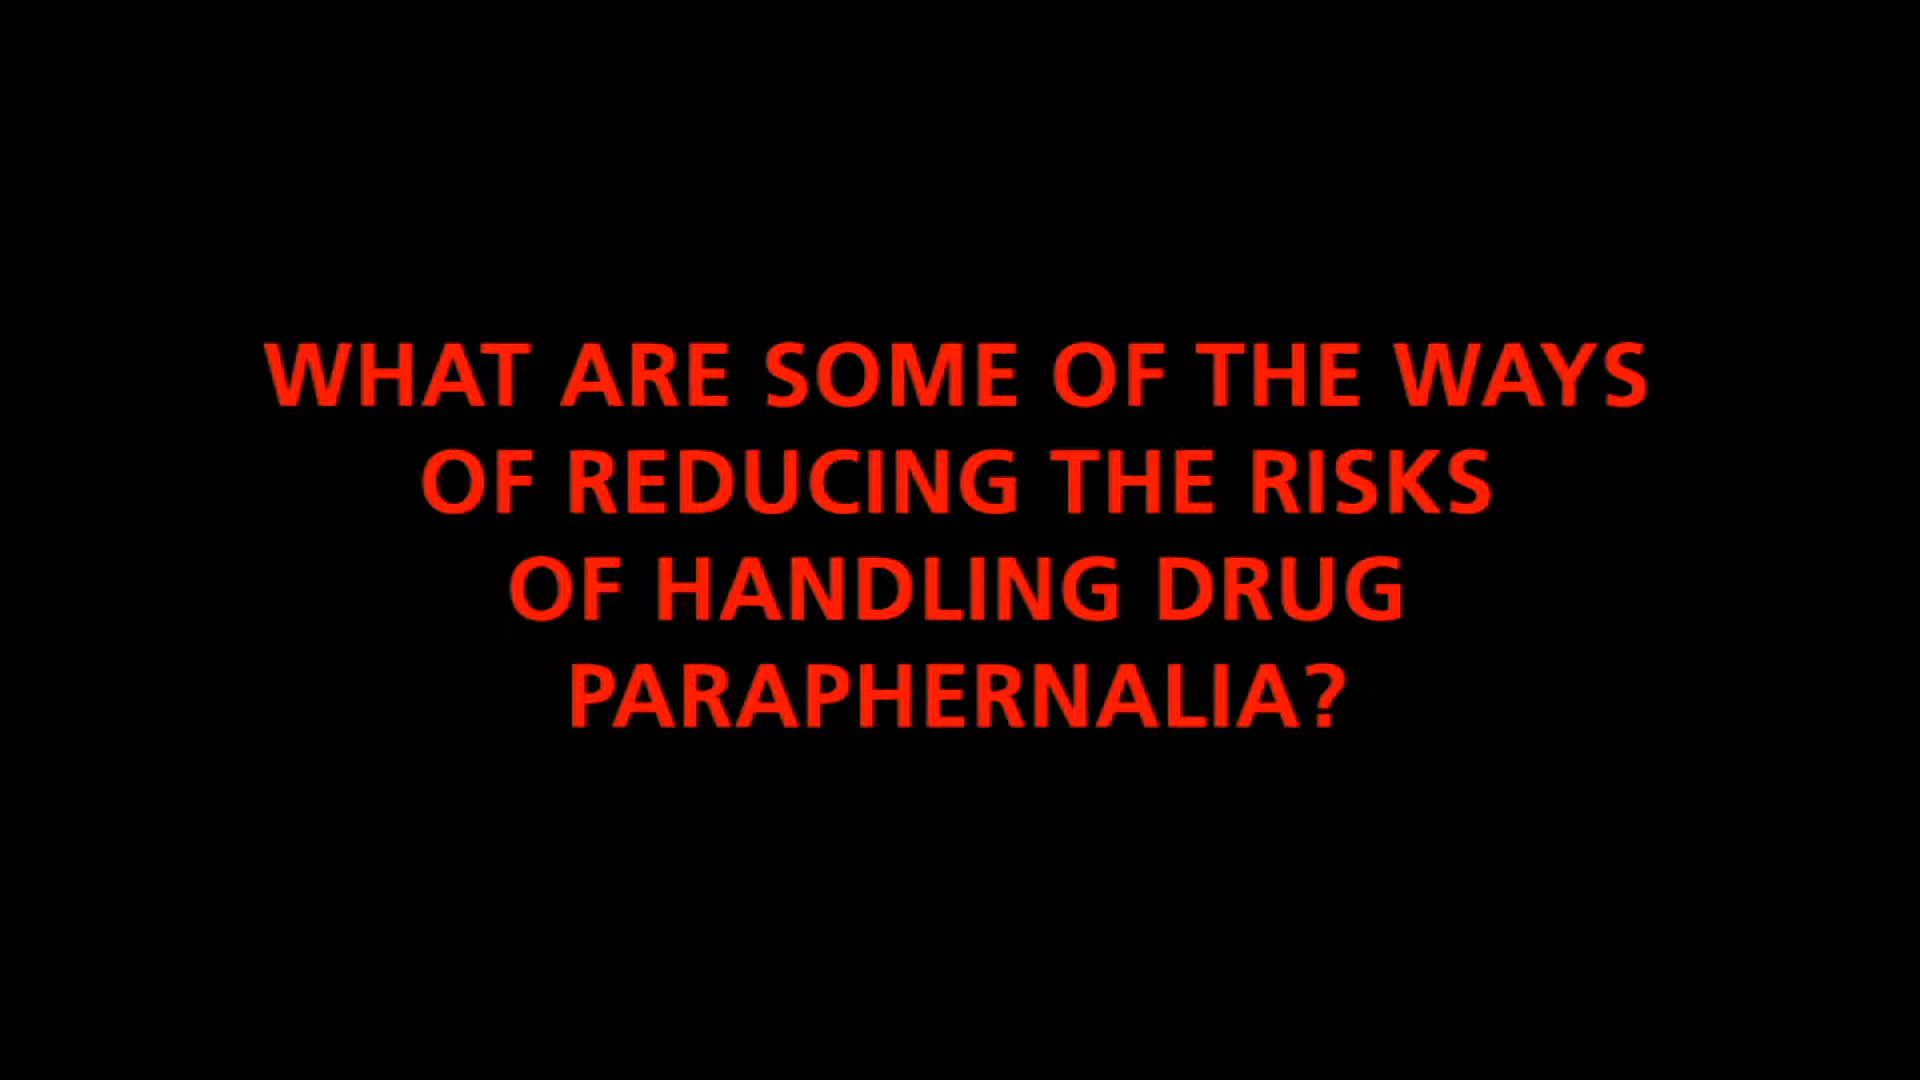 WHAT ARE SOME OF THE WAYS
OF REDUCING THE RISKS
OF HANDLING DRUG
PARAPHERNALIA?